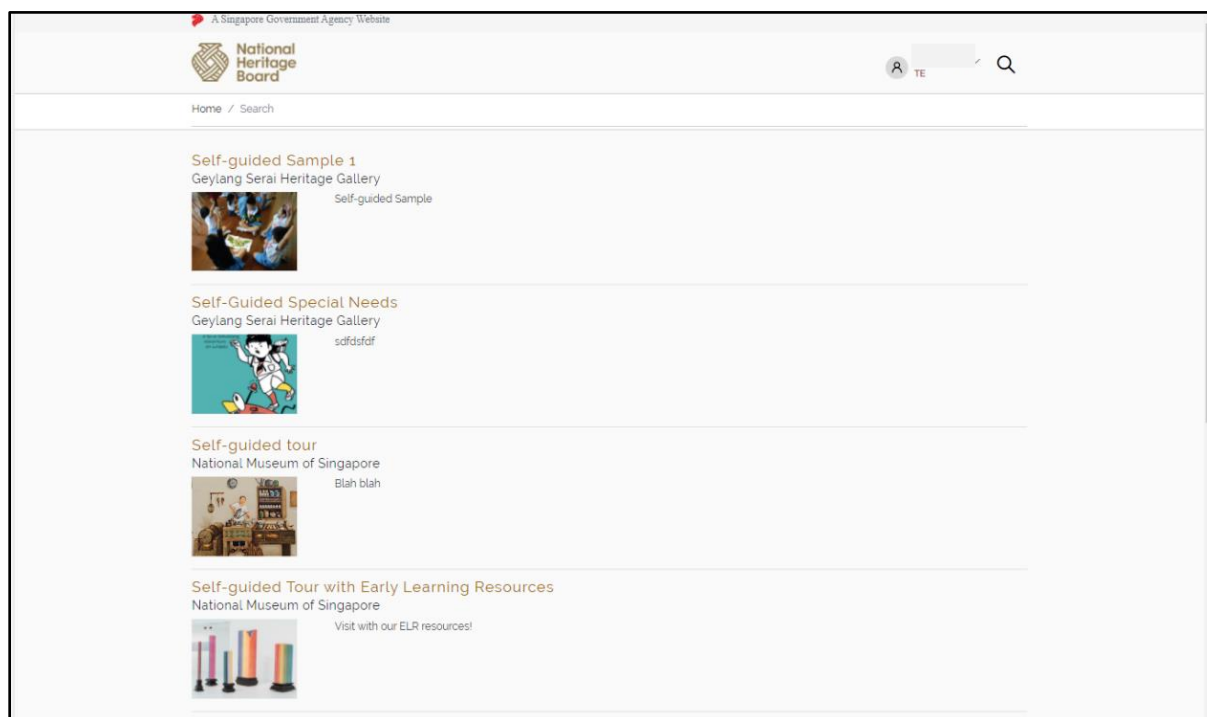 A Singapore Government Agency Website
National
Heritage
Board
TE
Home / Search
Self-guided Sample 1
Geylang Serai Heritage Gallery
Self-guided Sample
Self-Guided Special Needs
Geylang Serai Heritage Gallery
sdfdsfdf
Self-guided tour
National Museum of Singapore
Blah blah
Self-guided Tour with Early Learning Resources
National Museum of Singapore
Visit with our ELR resources!